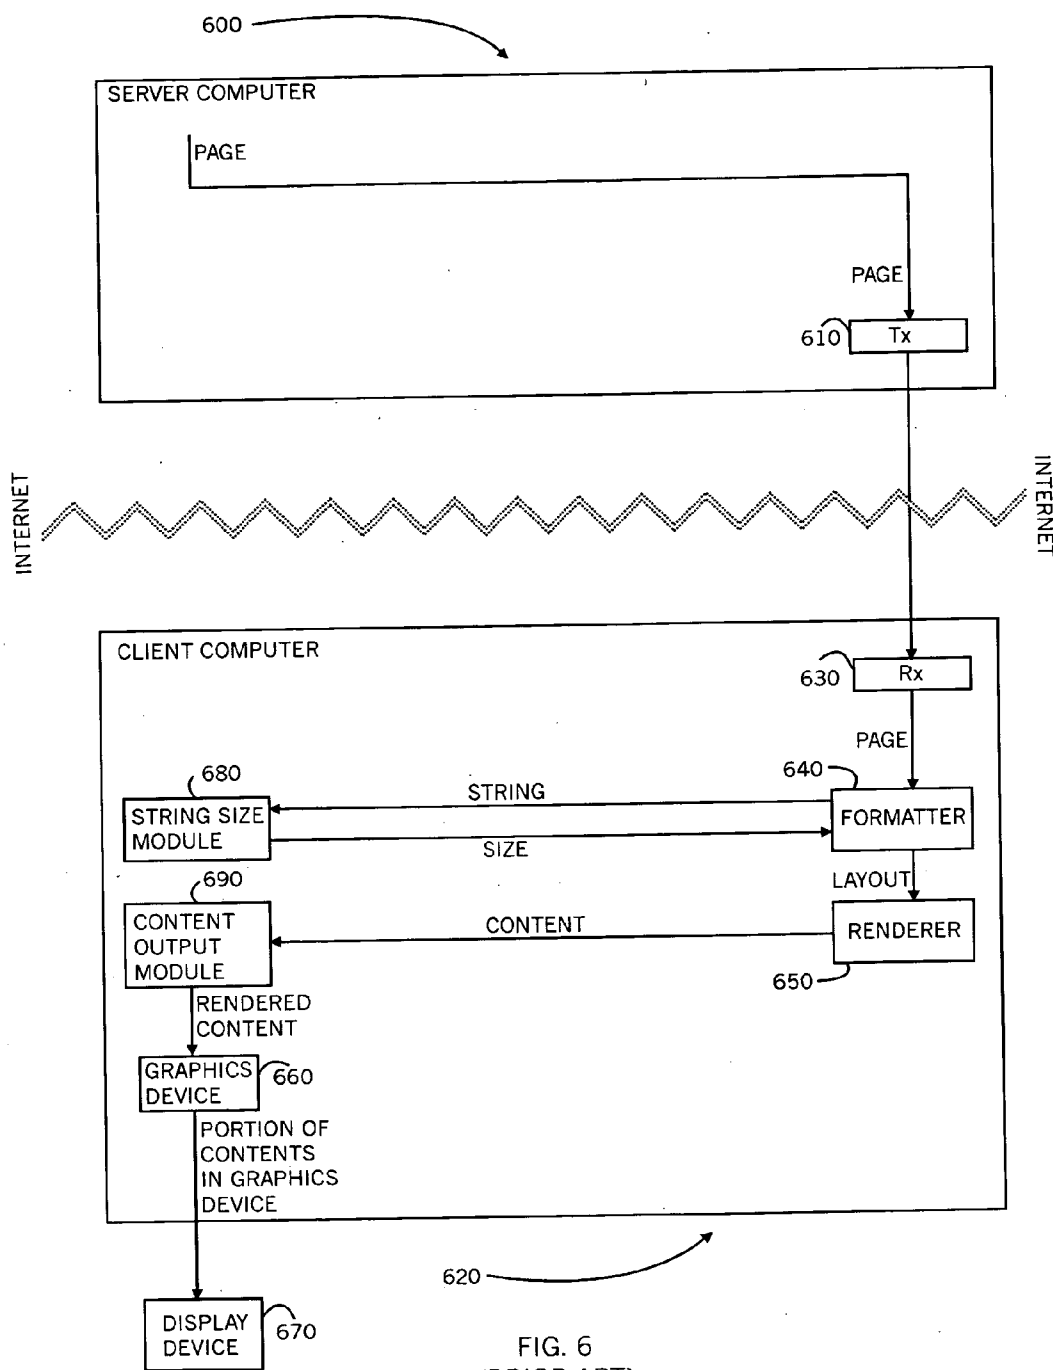 600
SERVER COMPUTER
PAGE
PAGE
610
Tx
INTERNET
INTERNET
CLIENT COMPUTER
630
Rx
PAGE
680
640
STRING
STRING SIZE
MODULE
FORMATTER
SIZE
690
LAYOUT
CONTENT
OUTPUT
MODULE
CONTENT
RENDERER
650
RENDERED
CONTENT
GRAPHICS
DEVICE
660
PORTION OF
CONTENTS
IN GRAPHICS
DEVICE
620
DISPLAY
DEVICE
670
FIG. 6
(PRIOR ART)